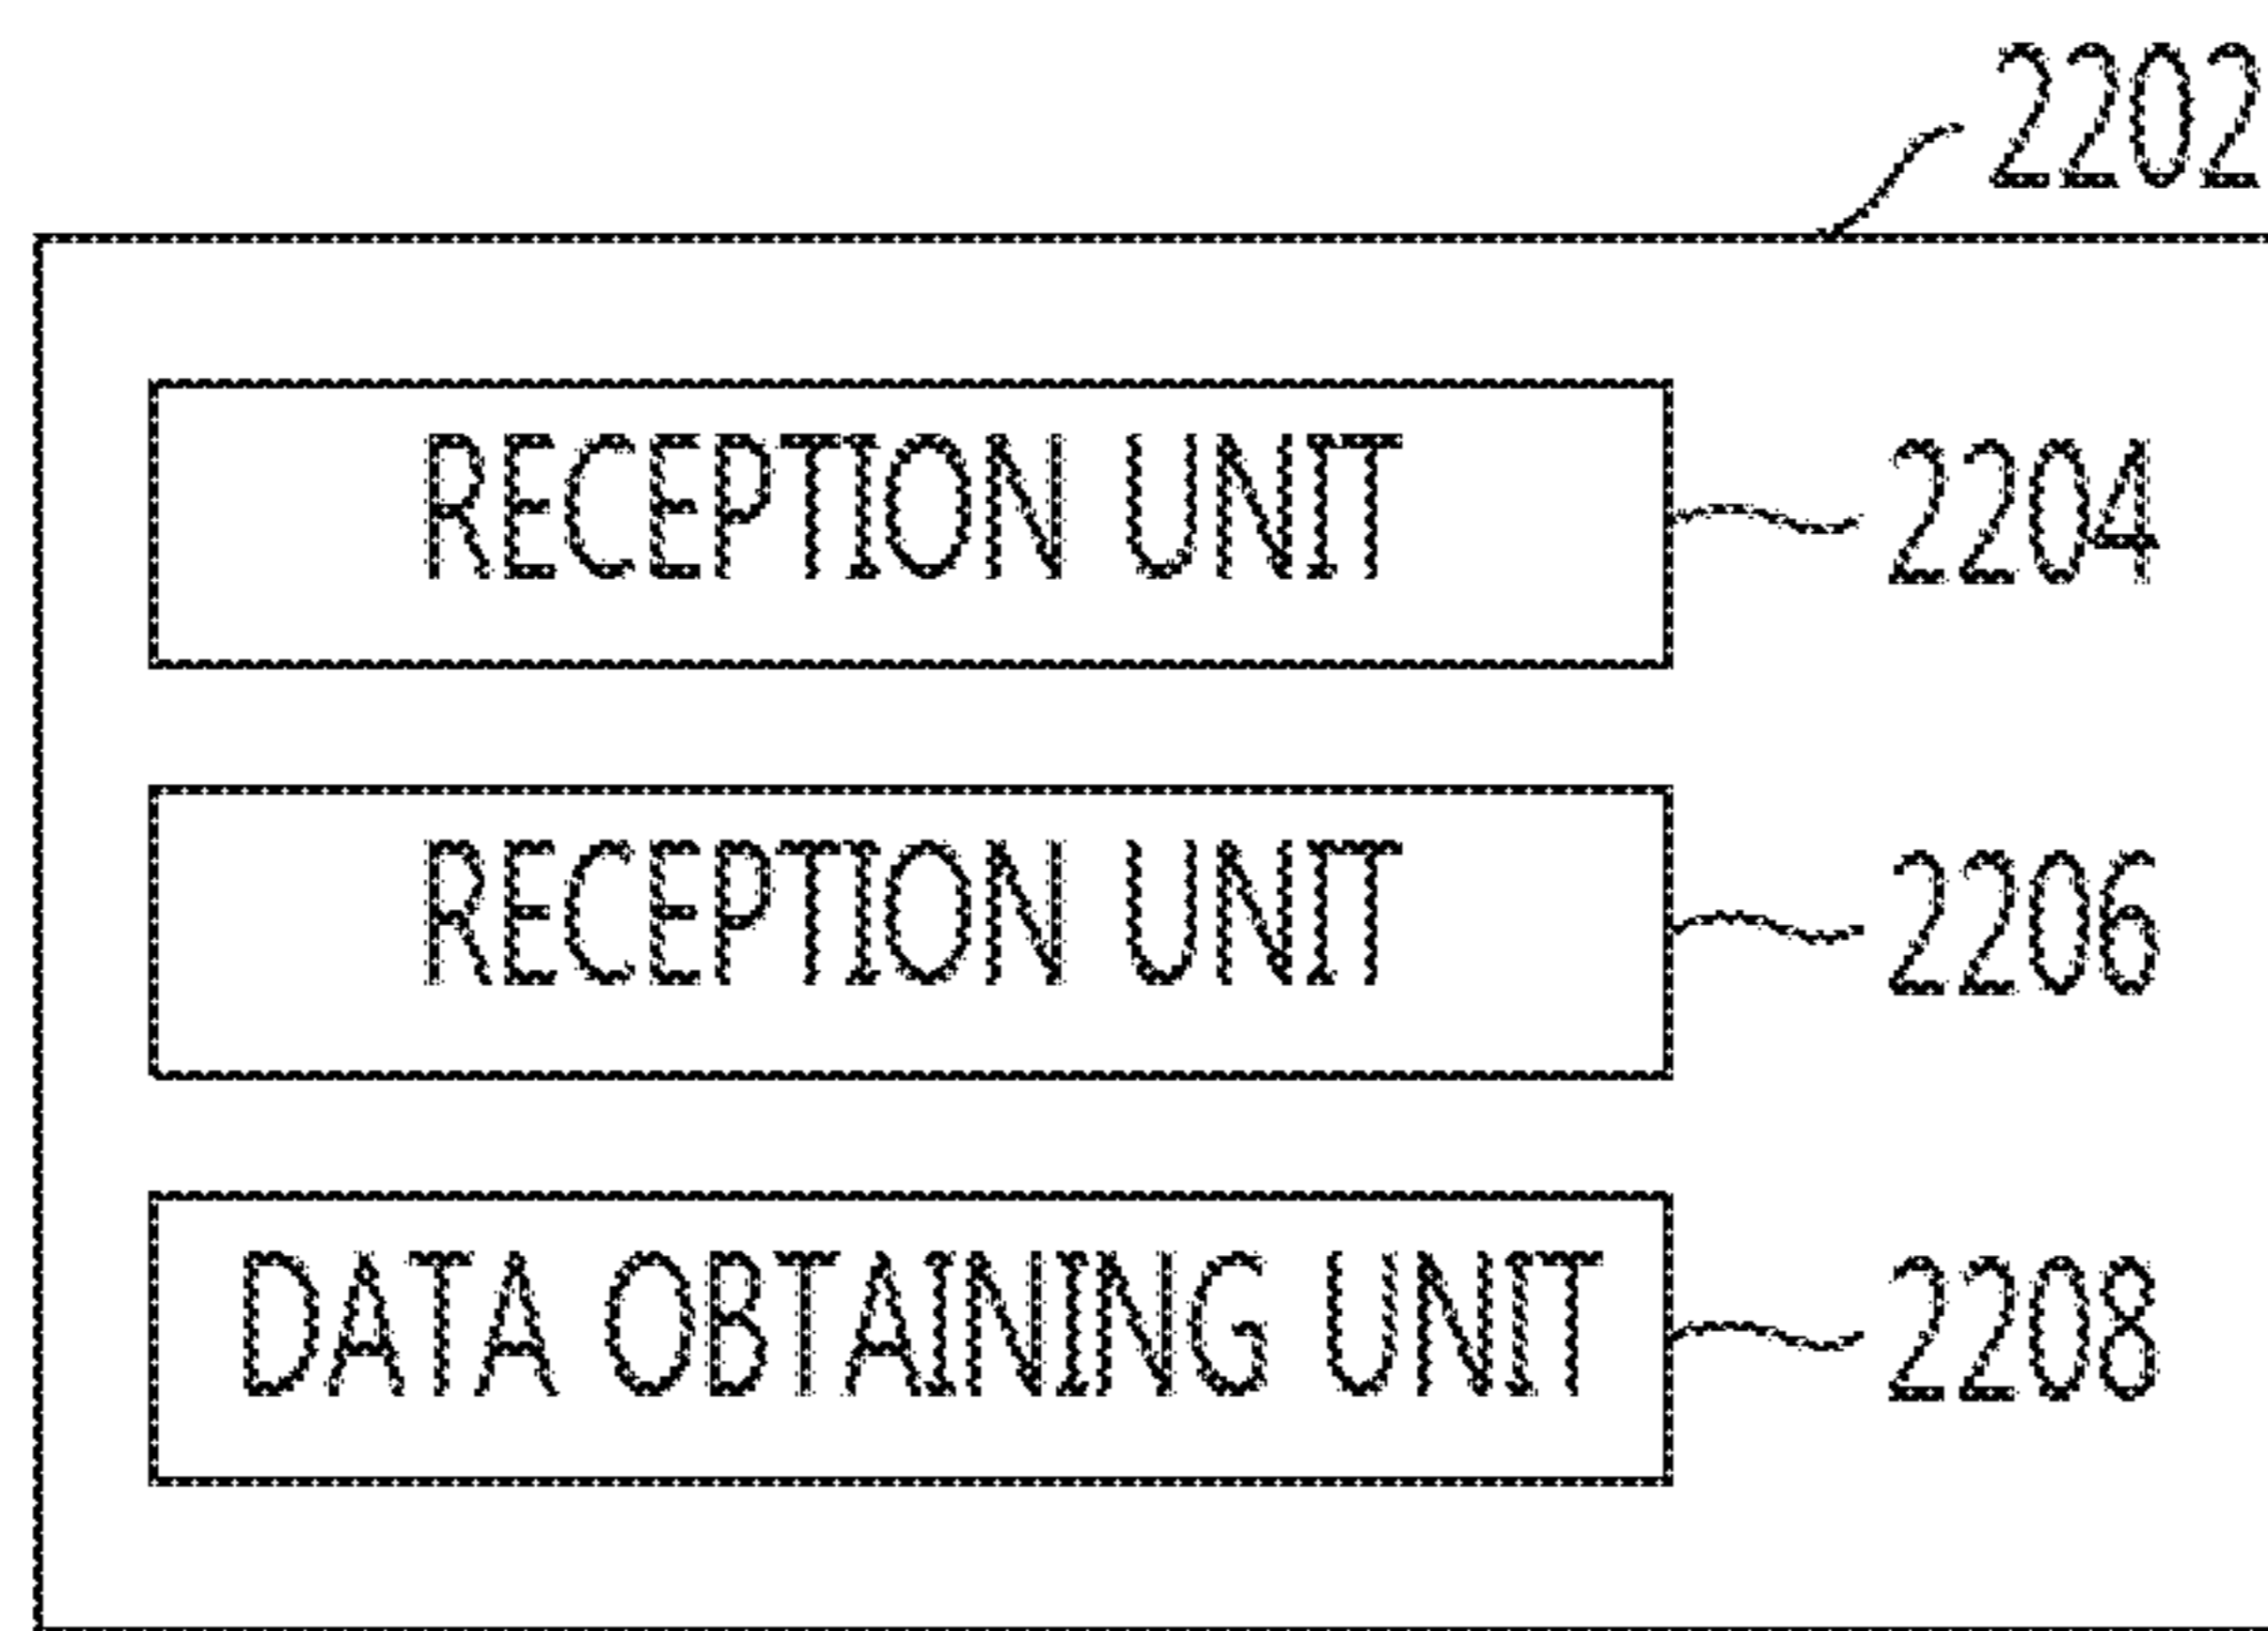 2202
RECEPTION UNIT 2204
RECEPTION UNIT 2206
DATA OBTAINING UNIT 2208